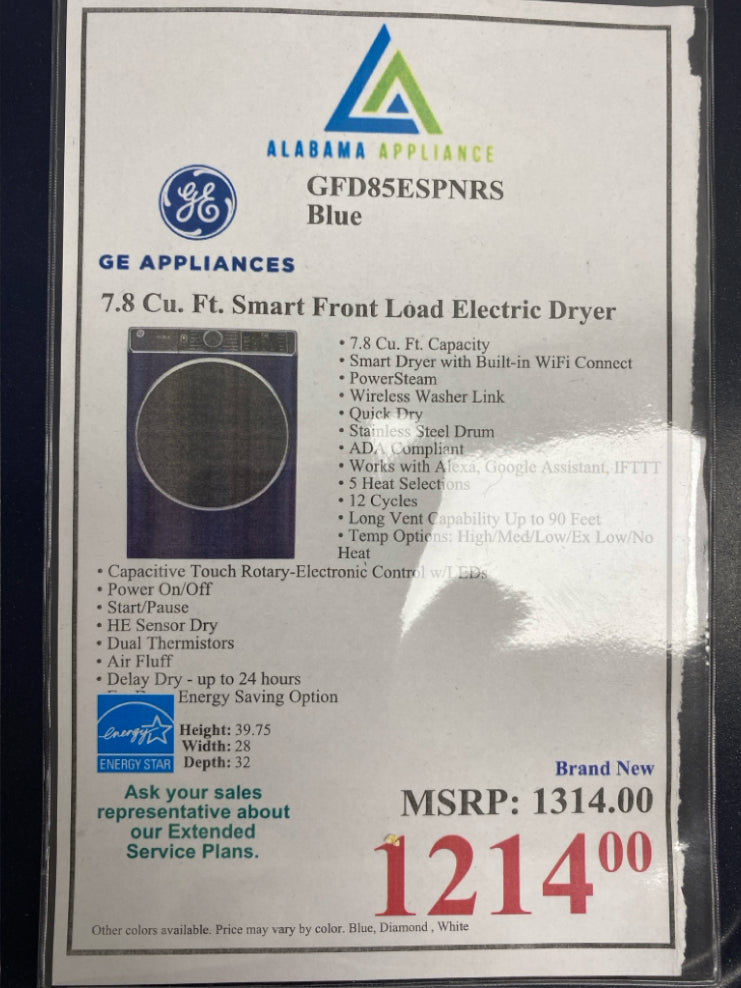 ALABAMA APPLIANCE
GE
GE APPLIANCES
GFD85ESPNRS
Blue
7.8 Cu. Ft. Smart Front Load Electric Dryer
• 7.8 Cu. Ft. Capacity
• Smart Dryer with Built-in WiFi Connect
• PowerSteam
• Wireless Washer Link
• Quick Dry
• Stainless Steel Drum
• ADA Compliant
• Works with Alexa, Google Assistant, IFTTT
• 5 Heat Selections
• 12 Cycles
• Long Vent Capability Up to 90 Feet
• Temp Options: High/Med/Low/Ex Low/No
Heat
• Capacitive Touch Rotary-Electronic Control w/LEDs
• Power On/Off
• Start/Pause
• HE Sensor Dry
• Dual Thermistors
• Air Fluff
• Delay Dry - up to 24 hours
Energy Saving Option
energy
ENERGY STAR
Height: 39.75
Width: 28
Depth: 32
Ask your sales
representative about
our Extended
Service Plans.
Brand New
MSRP: 1314.00
1214 00
Other colors available. Price may vary by color. Blue, Diamond , White